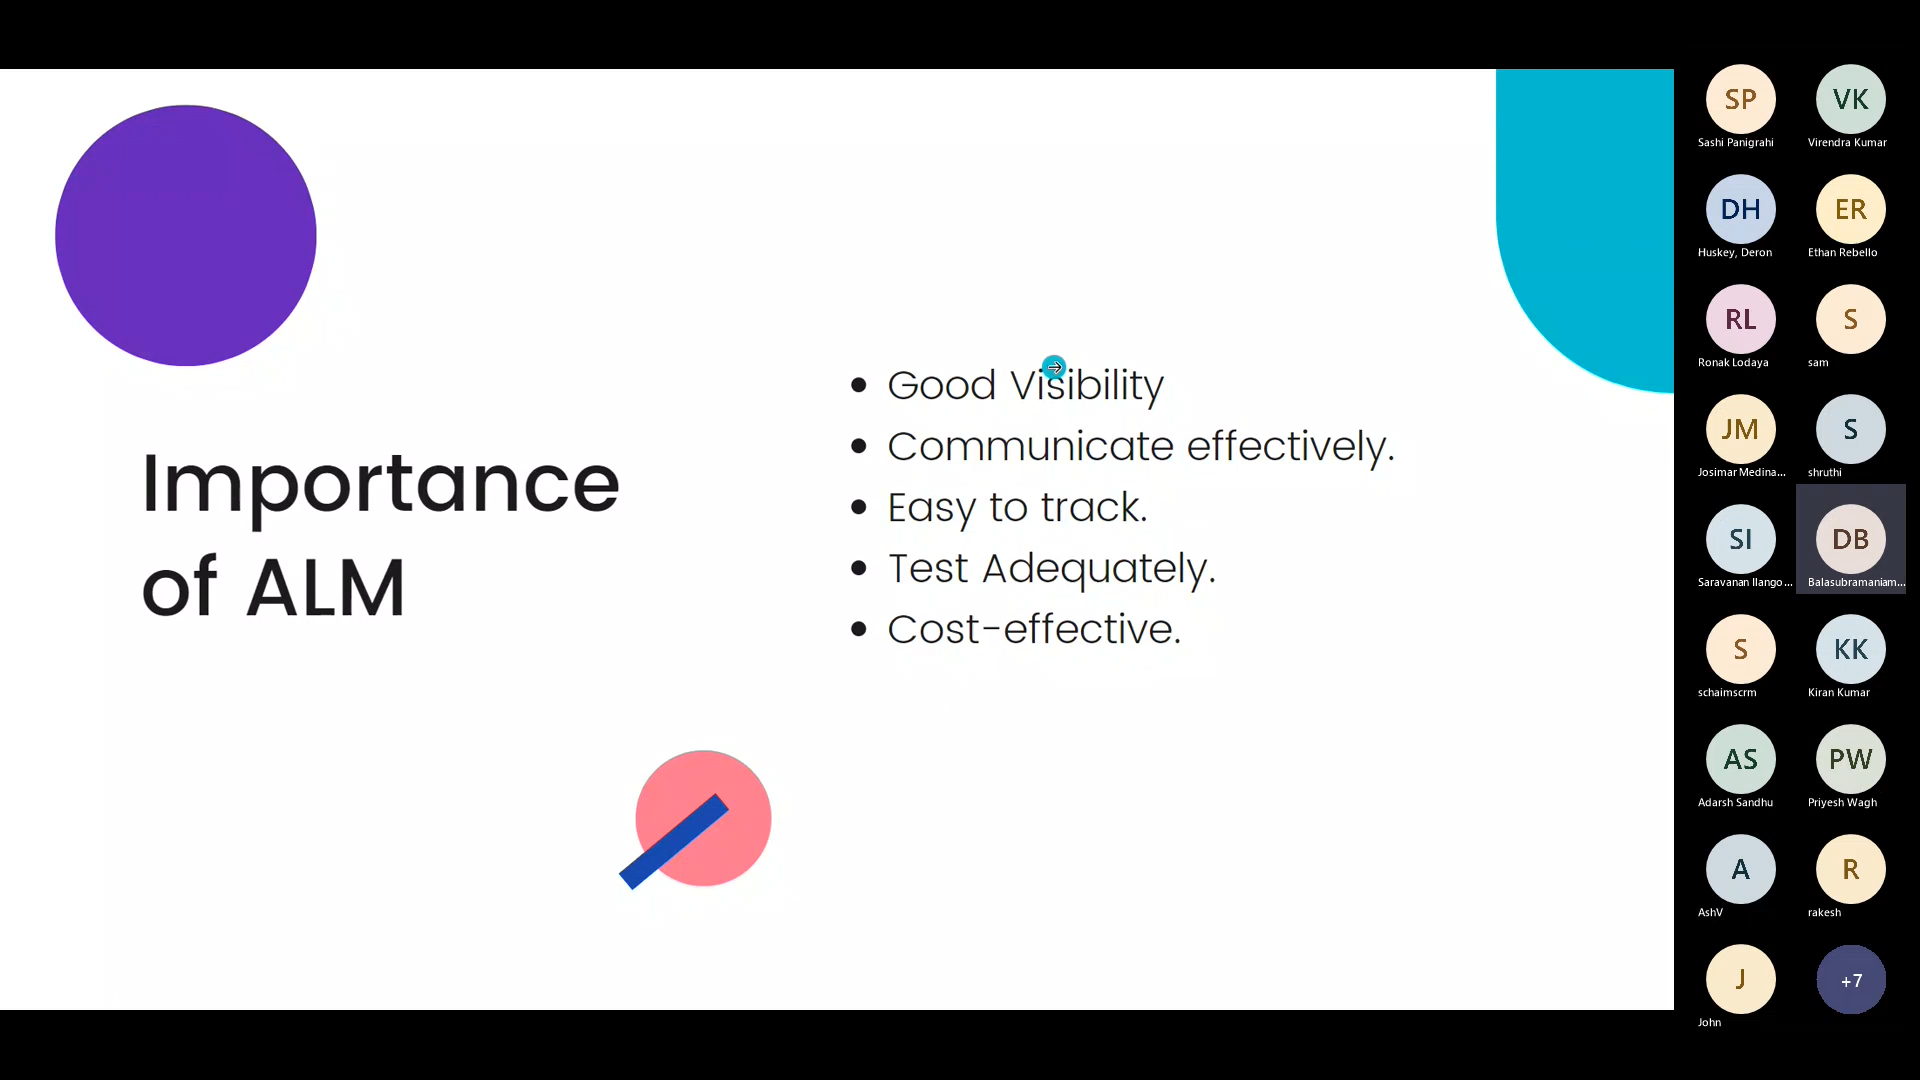 Importance
of ALM
• Good Visibility
• Communicate effectively.
• Easy to track.
• Test Adequately.
• Cost-effective.
SP
Sashi Panigrahi
VK
Virendra Kumar
DH
Huskey, Deron
ER
Ethan Rebello
RL
Ronak Lodaya
S
sam
JM
Josimar Medina...
S
shruthi
SI
Saravanan Ilango...
DB
Balasubramaniam...
S
schaimscrm
KK
Kiran Kumar
AS
Adarsh Sandhu
PW
Priyesh Wagh
A
AshV
R
rakesh
J
John
+7